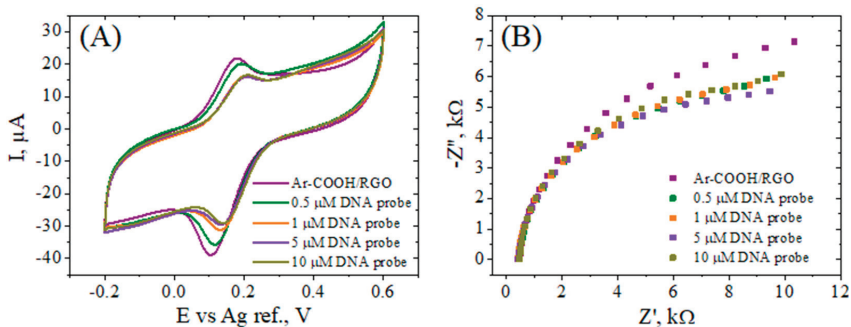 (A)
I, µA
30
20
10
0
-10
-20
-30
-40
-0.2
0.0
0.2
0.4
0.6
E vs Ag ref., V
Ar-COOH/RGO
0.5 µM DNA probe
1 µM DNA probe
5 µM DNA probe
10 µM DNA probe
(B)
-Z", kΩ
8
7
6
5
4
3
2
1
0
0
2
4
6
8
10
12
Z', kΩ
Ar-COOH/RGO
0.5 µM DNA probe
1 µM DNA probe
5 µM DNA probe
10 µM DNA probe